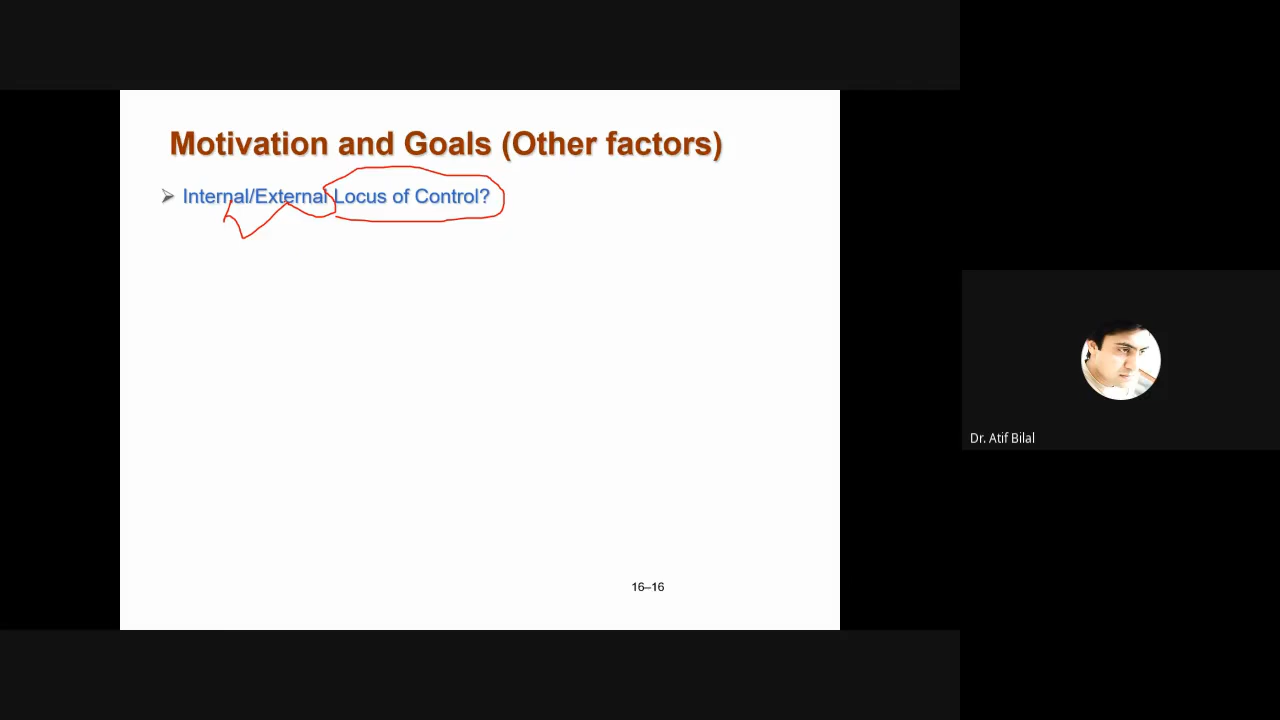 Motivation and Goals (Other factors)
Internal/External Locus of Control?
16–16
Dr. Atif Bilal